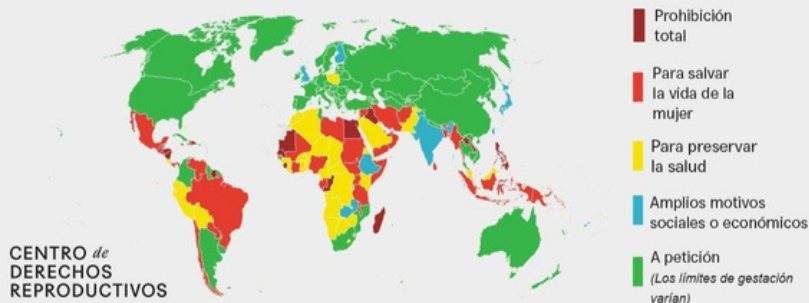 Prohibición
total
Para salvar
la vida de la
mujer
Para preservar
la salud
Amplios motivos
sociales o económicos
A petición
(Los límites de gestación
varían)
CENTRO de
DERECHOS
REPRODUCTIVOS